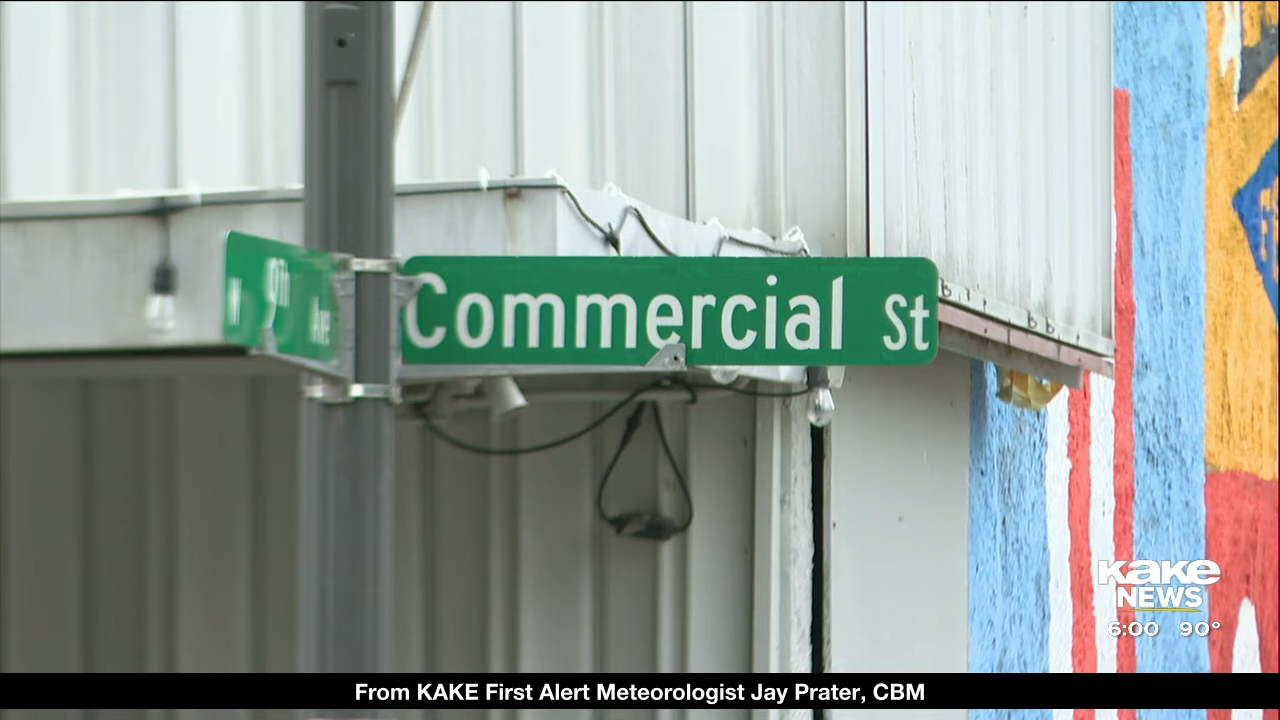 W 9th Ave
Commercial St
KAKE
NEWS
6:00 90°
From KAKE First Alert Meteorologist Jay Prater, CBM